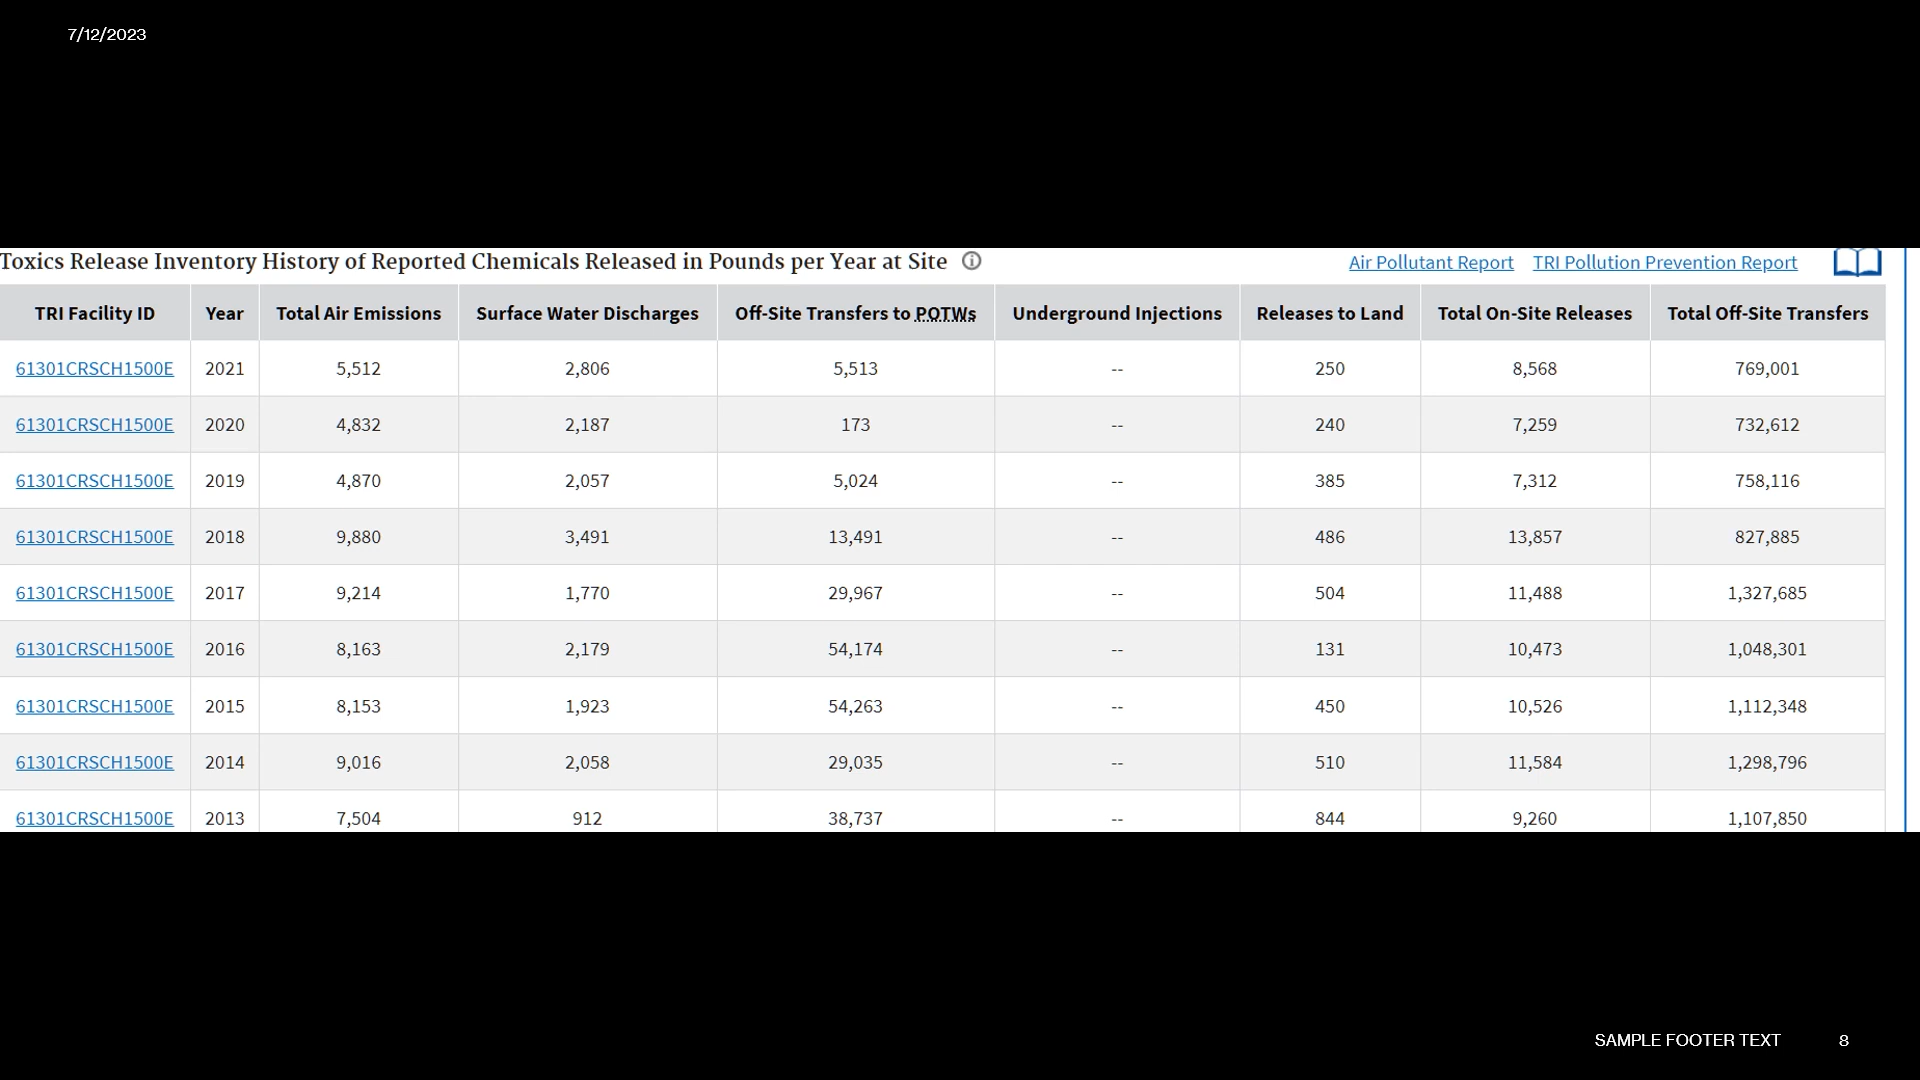 7/12/2023
Toxics Release Inventory History of Reported Chemicals Released in Pounds per Year at Site
Air Pollutant Report TRI Pollution Prevention Report
TRI Facility ID Year Total Air Emissions Surface Water Discharges Off-Site Transfers to POTWs Underground Injections Releases to Land Total On-Site Releases Total Off-Site Transfers
61301CRSCH1500E 2021 5,512 2,806 5,513 -- 250 8,568 769,001
61301CRSCH1500E 2020 4,832 2,187 173 -- 240 7,259 732,612
61301CRSCH1500E 2019 4,870 2,057 5,024 -- 385 7,312 758,116
61301CRSCH1500E 2018 9,880 3,491 13,491 -- 486 13,857 827,885
61301CRSCH1500E 2017 9,214 1,770 29,967 -- 504 11,488 1,327,685
61301CRSCH1500E 2016 8,163 2,179 54,174 -- 131 10,473 1,048,301
61301CRSCH1500E 2015 8,153 1,923 54,263 -- 450 10,526 1,112,348
61301CRSCH1500E 2014 9,016 2,058 29,035 -- 510 11,584 1,298,796
61301CRSCH1500E 2013 7,504 912 38,737 -- 844 9,260 1,107,850
SAMPLE FOOTER TEXT 8